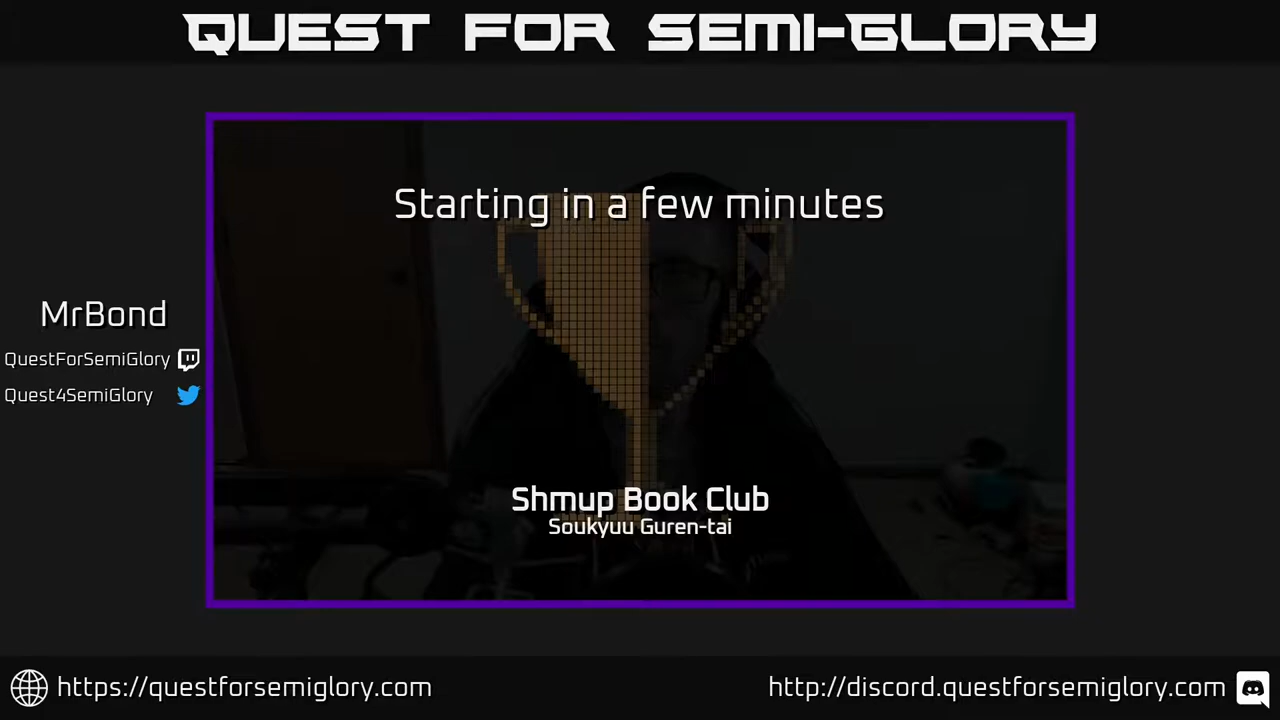 QUEST FOR SEMI-GLORY
Starting in a few minutes
MrBond
QuestForSemiGlory
Quest4SemiGlory
Shmup Book Club
Soukyuu Guren-tai
https://questforsemiglory.com
http://discord.questforsemiglory.com